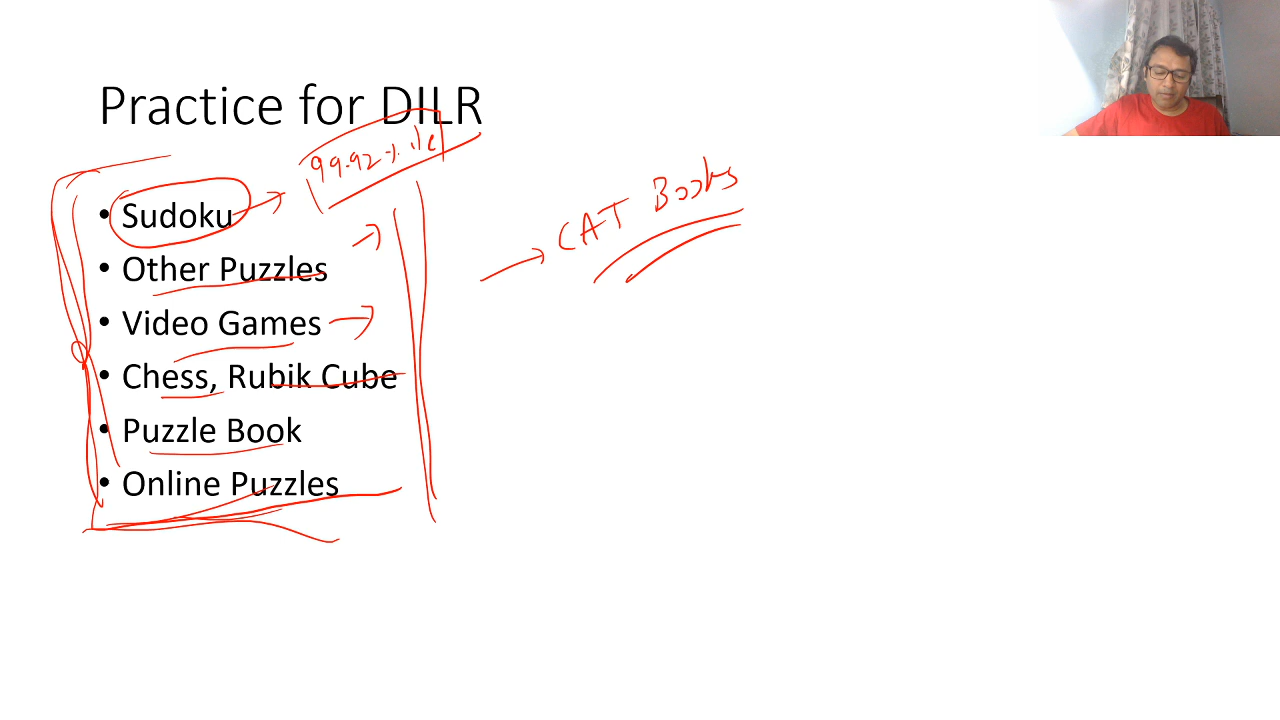 Practice for DILR
99.92 %ile
• Sudoku
CAT Books
• Other Puzzles
• Video Games
• Chess, Rubik Cube
• Puzzle Book
• Online Puzzles